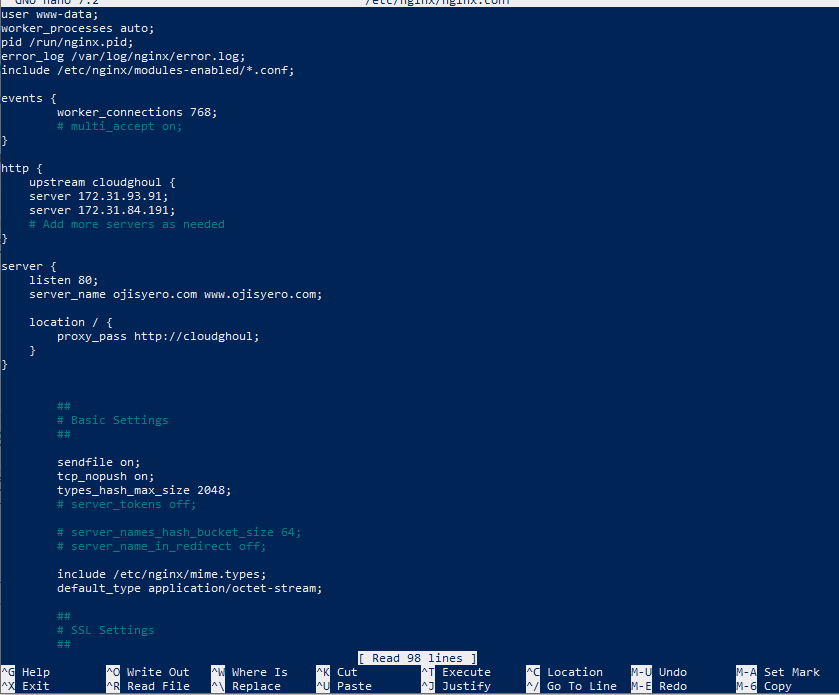 GNU nano 7.2 /etc/nginx/nginx.conf
user www-data;
worker_processes auto;
pid /run/nginx.pid;
error_log /var/log/nginx/error.log;
include /etc/nginx/modules-enabled/*.conf;
events {
worker_connections 768;
# multi_accept on;
}
http {
upstream cloudghoul {
server 172.31.93.91;
server 172.31.84.191;
# Add more servers as needed
}
server {
listen 80;
server_name ojisyero.com www.ojisyero.com;
location / {
proxy_pass http://cloudghoul;
}
}
##
# Basic Settings
##
sendfile on;
tcp_nopush on;
types_hash_max_size 2048;
# server_tokens off;
# server_names_hash_bucket_size 64;
# server_name_in_redirect off;
include /etc/nginx/mime.types;
default_type application/octet-stream;
##
# SSL Settings
##
[ Read 98 lines ]
^G Help ^O Write Out ^W Where Is ^K Cut ^T Execute ^C Location M-U Undo M-A Set Mark
^X Exit ^R Read File ^\ Replace ^U Paste ^J Justify ^/ Go To Line M-E Redo M-6 Copy